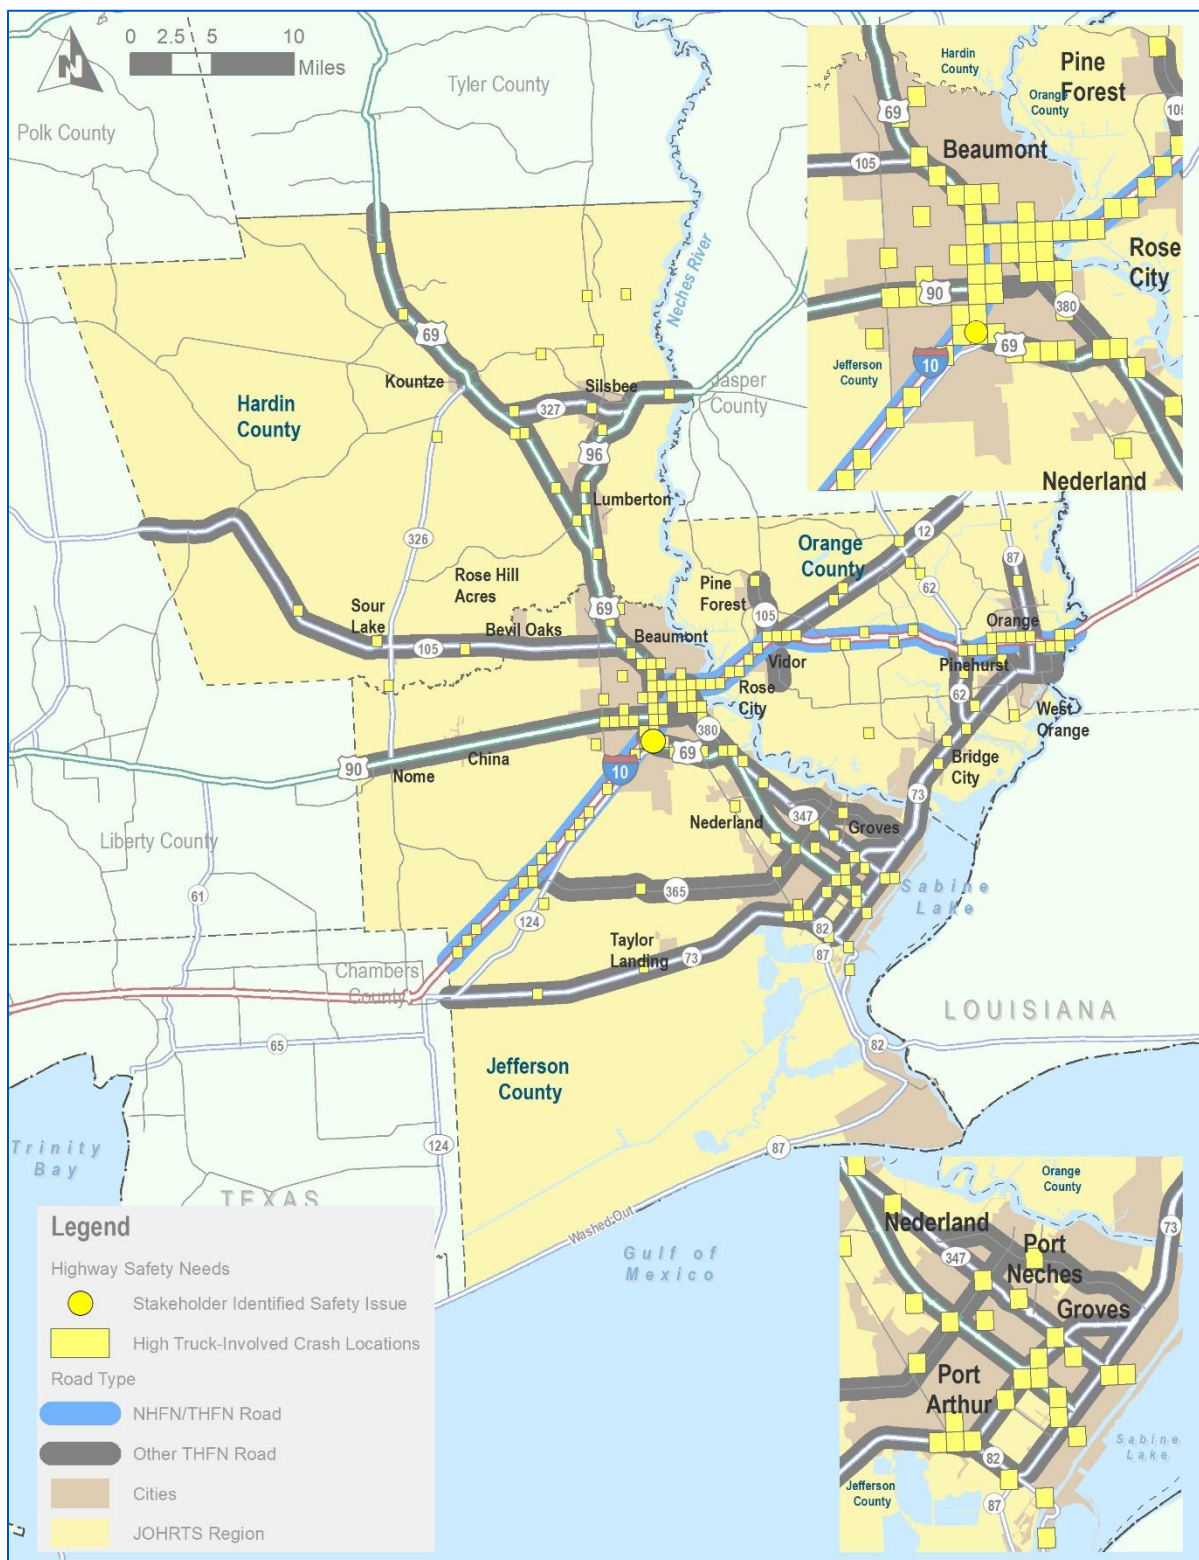 N
0 2.5 5 10
Miles
Polk County
Tyler County
Neches River
69
Kountze
Silsbee
327
Jasper
County
Hardin
County
96
Lumberton
326
Rose Hill
Acres
Sour
Lake
105
Bevil Oaks
69
Beaumont
Pine
Forest
105
Orange
County
12
62
87
Orange
Vidor
Pinehurst
Rose
City
62
West
Orange
380
69
Bridge
City
90
Nome
China
10
73
Nederland
347
Groves
Liberty County
61
365
Sabine
Lake
124
82
87
Taylor
Landing
73
Chambers
County
LOUISIANA
65
82
Jefferson
County
124
87
Trinity
Bay
TEXAS
Washed Out
Gulf of
Mexico
Hardin
County
Pine
Forest
Orange
County
69
105
Beaumont
105
Rose
City
90
380
69
Jefferson
County
10
Nederland
Orange
County
Nederland
73
347
Port
Neches
Groves
Port
Arthur
Sabine
Lake
82
Jefferson
County
87
Legend
Highway Safety Needs
Stakeholder Identified Safety Issue
High Truck-Involved Crash Locations
Road Type
NHFN/THFN Road
Other THFN Road
Cities
JOHRTS Region